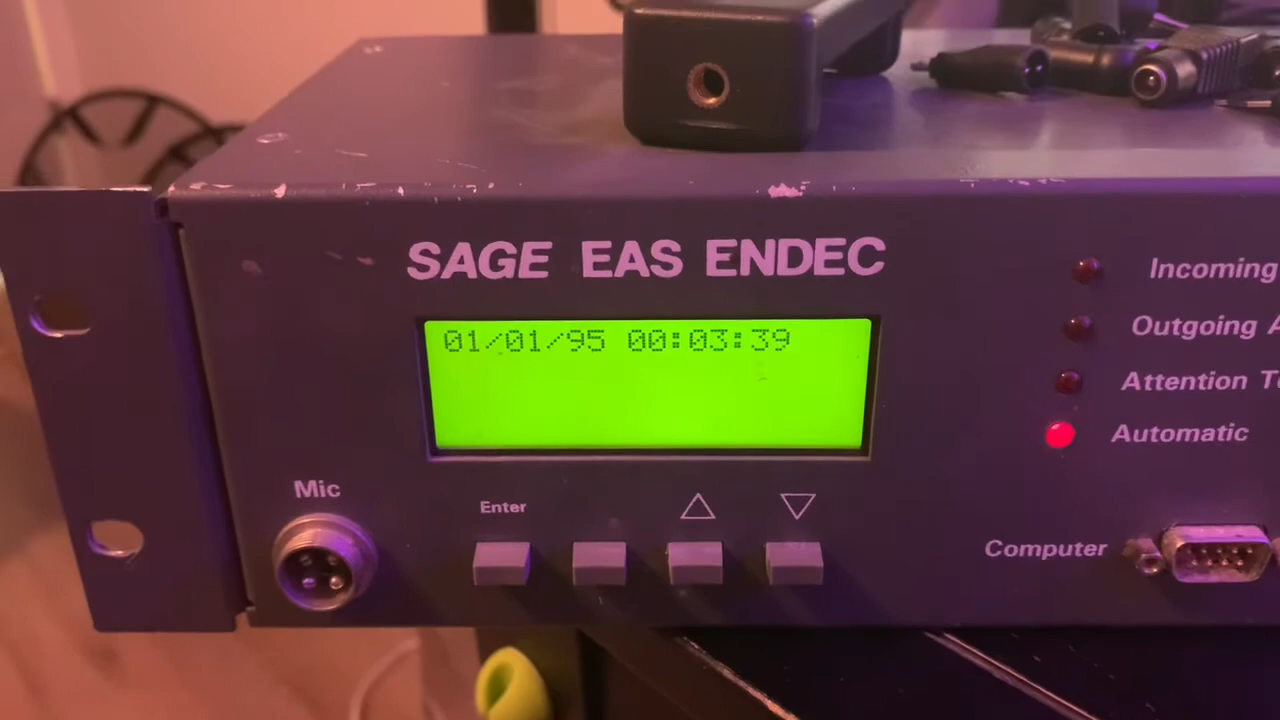 SAGE EAS ENDEC
01/01/95 00:03:39
Incoming
Outgoing
Attention
Automatic
Mic
Enter
Computer